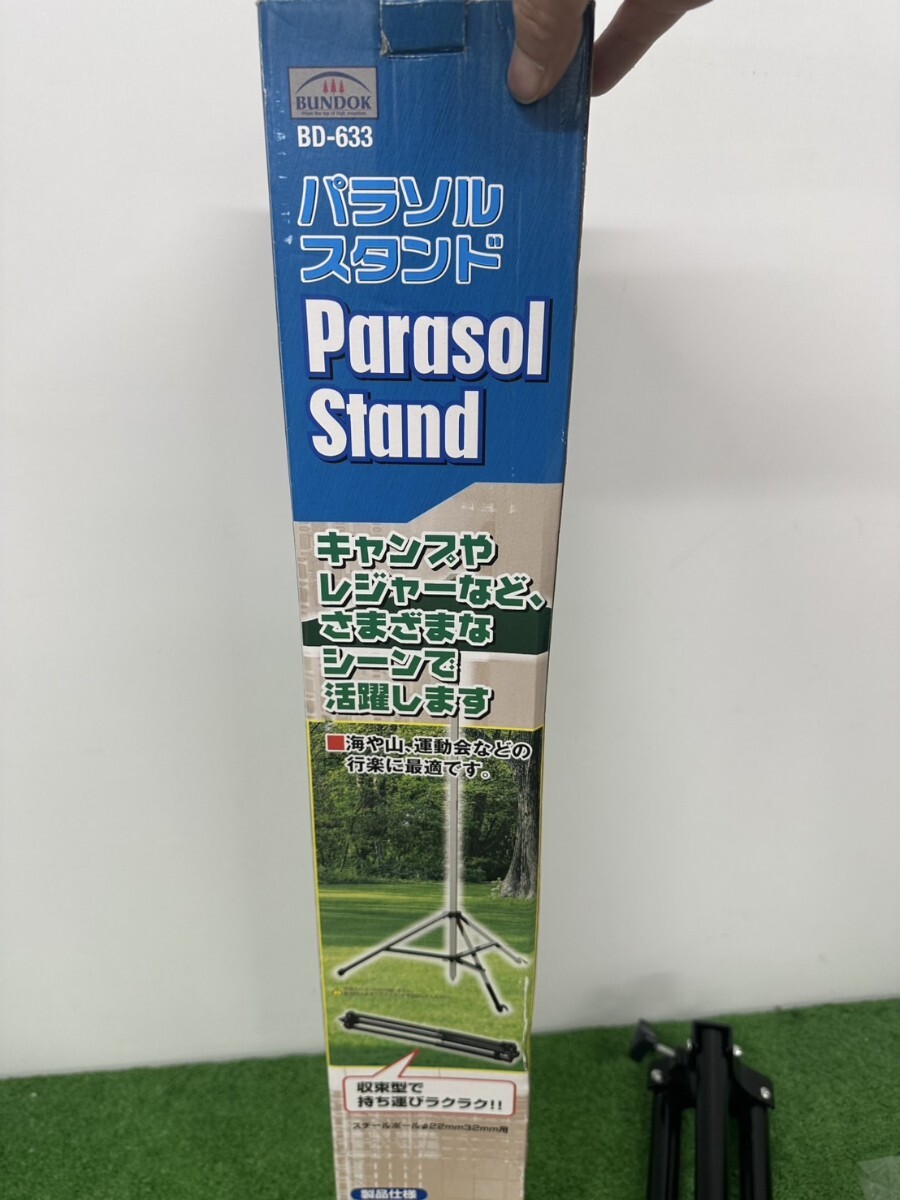 BUNDOK
BD-633
パラソル
スタンド
Parasol
Stand
キャンプや
レジャーなど、
さまざまな
シーンで
活躍します
■海や山、運動会などの
行楽に最適です。
収束型で
持ち運びラクラク!!
スチールポールφ22mm32mm用
製品仕様